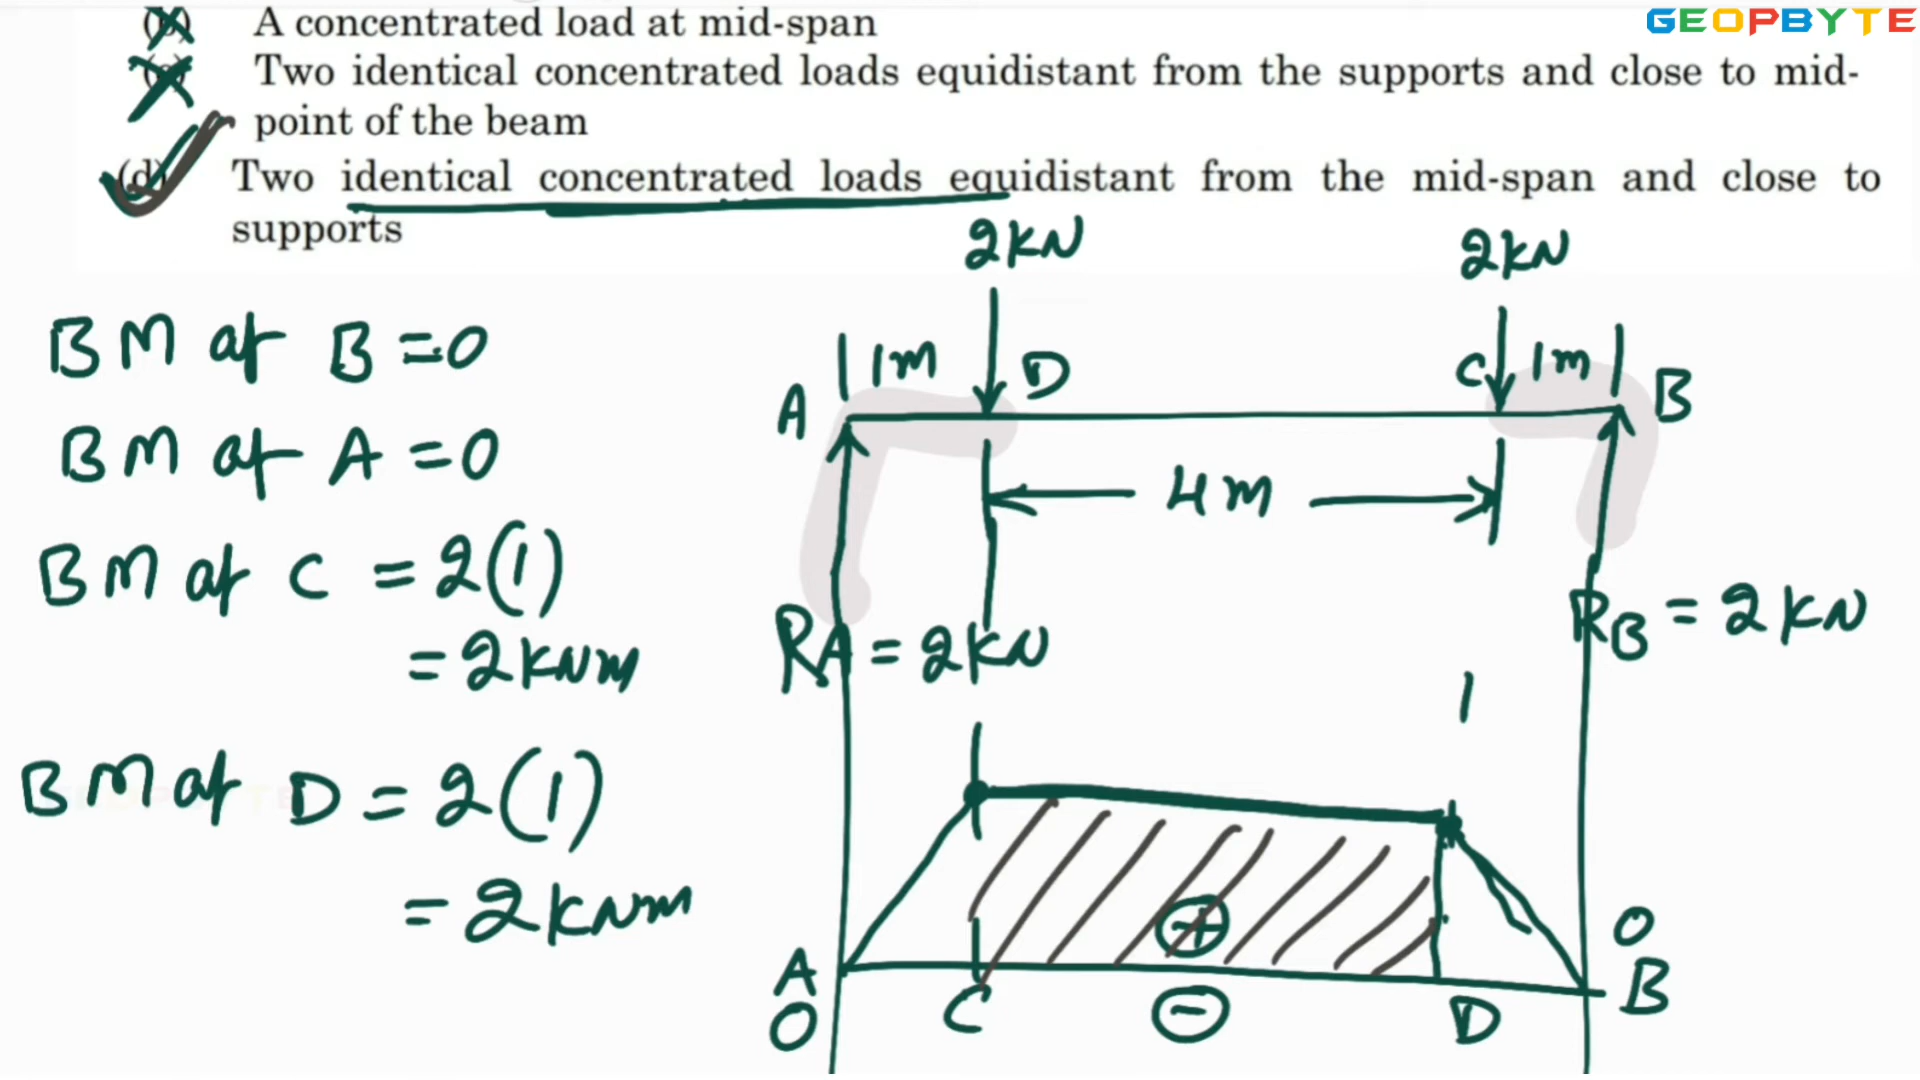 GEOPBYTE
(b) A concentrated load at mid-span
(c) Two identical concentrated loads equidistant from the supports and close to mid-
point of the beam
(d) Two identical concentrated loads equidistant from the mid-span and close to
supports
2KN 2KN
BM at B = 0
1m D C 1m
A B
BM at A = 0
4m
BM at C = 2(1)
= 2KNm
RA = 2KN
RB = 2KN
BM at D = 2(1)
= 2KNm
+
A 0
0 C - D B